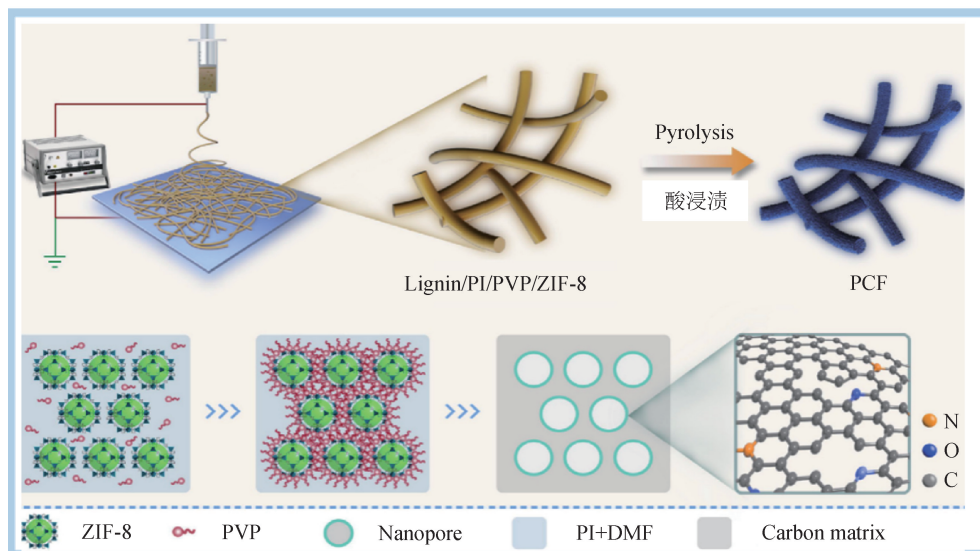 Pyrolysis
酸浸渍
Lignin/PI/PVP/ZIF-8
PCF
N
O
C
ZIF-8
PVP
Nanopore
PI+DMF
Carbon matrix